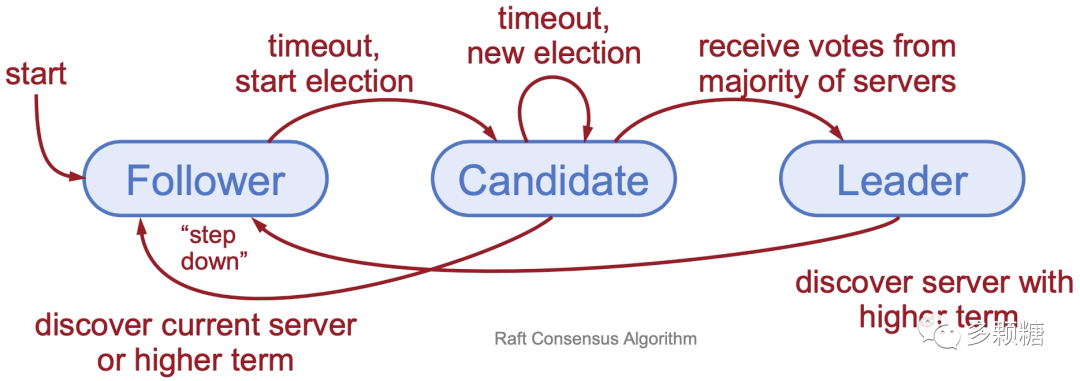 start
timeout,
start election
timeout,
new election
receive votes from
majority of servers
Follower
Candidate
Leader
“step
down”
discover current server
or higher term
discover server with
higher term
Raft Consensus Algorithm
多颗糖